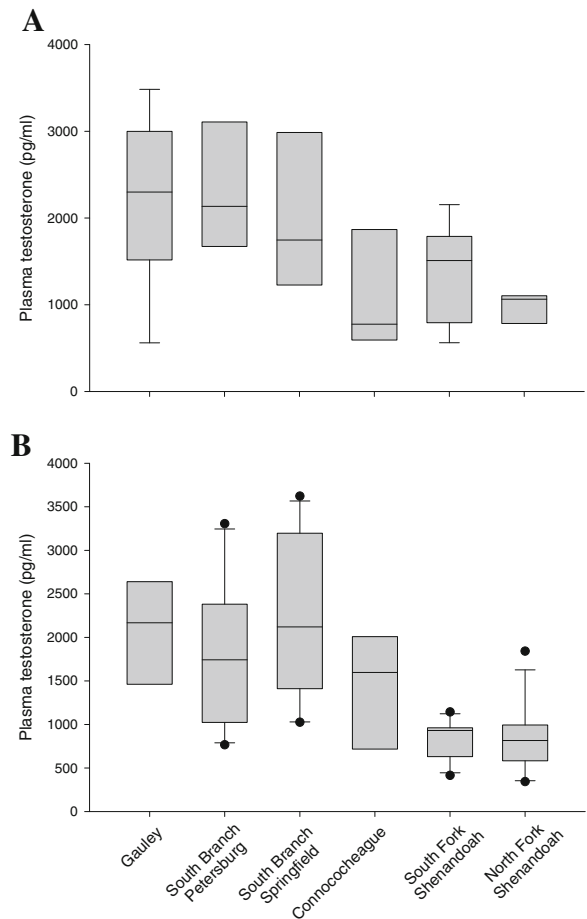 A
4000
3000
2000
1000
0
Plasma testosterone (pg/ml)
B
4000
3500
3000
2500
2000
1500
1000
500
0
Plasma testosterone (pg/ml)
Gauley
South Branch
Petersburg
South Branch
Springfield
Connococheague
South Fork
Shenandoah
North Fork
Shenandoah